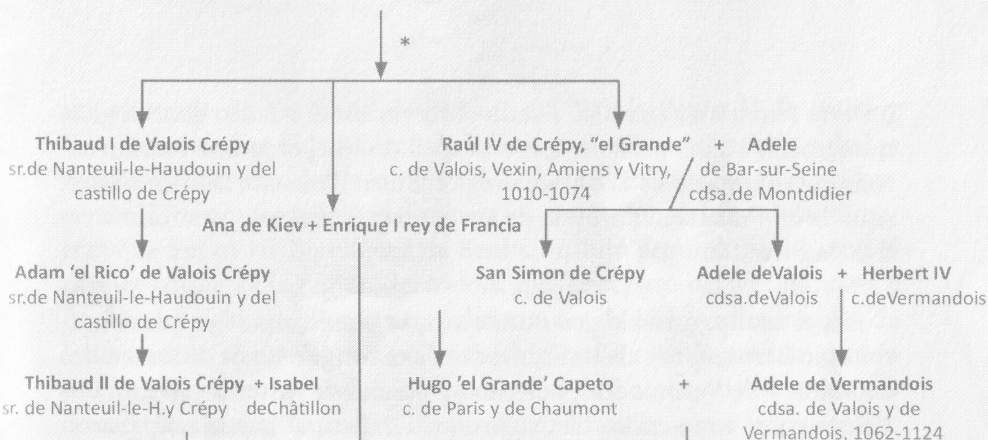 *
Thibaud I de Valois Crépy
sr.de Nanteuil-le-Haudouin y del
castillo de Crépy
Raúl IV de Crépy, "el Grande" + Adele
c. de Valois, Vexin, Amiens y Vitry, de Bar-sur-Seine
1010-1074 cdsa.de Montdidier
Ana de Kiev + Enrique I rey de Francia
Adam 'el Rico' de Valois Crépy
sr.de Nanteuil-le-Haudouin y del
castillo de Crépy
San Simon de Crépy
c. de Valois
Adele deValois + Herbert IV
cdsa.deValois c.deVermandois
Thibaud II de Valois Crépy + Isabel
sr. de Nanteuil-le-H.y Crépy deChâtillon
Hugo 'el Grande' Capeto + Adele de Vermandois
c. de Paris y de Chaumont cdsa. de Valois y de
Vermandois, 1062-1124